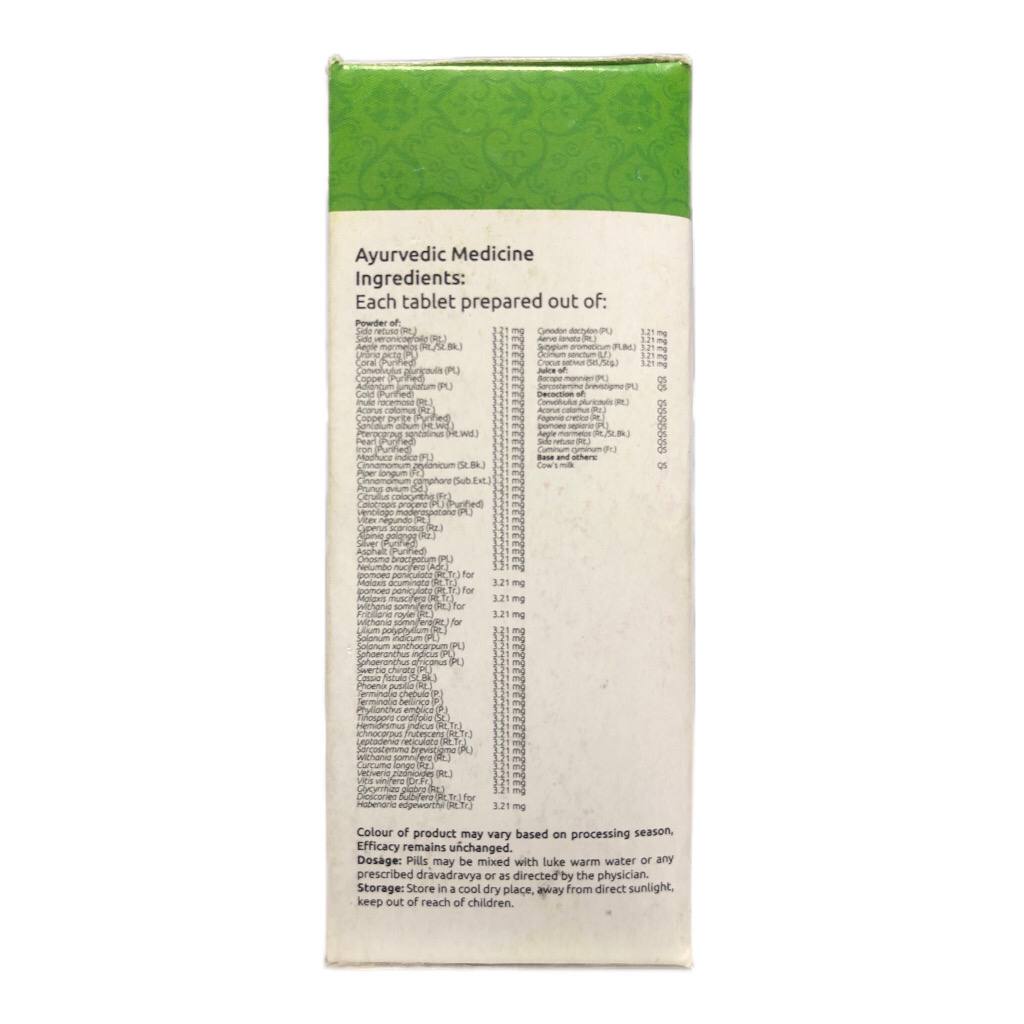 Ayurvedic Medicine
Ingredients:
Each tablet prepared out of:
Powder of:
Sida retusa (Rt.) 3.21 mg
Sida veronicaefolia (Rt.) 3.21 mg
Aegle marmelos (Rt./St.Bk.) 3.21 mg
Uraria picta (Pl.) 3.21 mg
Coral (Purified) 3.21 mg
Convolvulus pluricaulis (Pl.) 3.21 mg
Copper (Purified) 3.21 mg
Adiantum lunulatum (Pl.) 3.21 mg
Gold (Purified) 3.21 mg
Inula racemosa (Rt.) 3.21 mg
Acorus calamus (Rz.) 3.21 mg
Copper pyrite (Purified) 3.21 mg
Santalum album (Ht.Wd.) 3.21 mg
Pterocarpus santalinus (Ht.Wd.) 3.21 mg
Pearl (Purified) 3.21 mg
Iron (Purified) 3.21 mg
Madhuca indica (Fl.) 3.21 mg
Cinnamomum zeylanicum (St.Bk.) 3.21 mg
Piper longum (Fr.) 3.21 mg
Cinnamomum camphora (Sub.Ext.) 3.21 mg
Prunus avium (Sd.) 3.21 mg
Citrullus colocynthis (Fr.) 3.21 mg
Calotropis procera (Pl.) (Purified) 3.21 mg
Ventilago maderaspatana (Pl.) 3.21 mg
Vitex negundo (Rt.) 3.21 mg
Cyperus scariosus (Rz.) 3.21 mg
Alpinia galanga (Rz.) 3.21 mg
Silver (Purified) 3.21 mg
Asphalt (Purified) 3.21 mg
Onosma bracteatum (Pl.) 3.21 mg
Nelumbo nucifera (Adr.) 3.21 mg
Ipomoea paniculata (Rt.Tr.) for
Malaxis acuminata (Rt.Tr.) 3.21 mg
Ipomoea paniculata (Rt.Tr.) for
Malaxis muscifera (Rt.Tr.) 3.21 mg
Withania somnifera (Rt.) for
Fritillaria roylei (Rt.) 3.21 mg
Withania somnifera(Rt.) for
Lilium polyphyllum (Rt.) 3.21 mg
Solanum indicum (Pl.) 3.21 mg
Solanum xanthocarpum (Pl.) 3.21 mg
Sphaeranthus indicus (Pl.) 3.21 mg
Sphaeranthus africanus (Pl.) 3.21 mg
Swertia chirata (Pl.) 3.21 mg
Cassia fistula (St.Bk.) 3.21 mg
Phoenix pusilla (Rt.) 3.21 mg
Terminalia chebula (P.) 3.21 mg
Terminalia bellirica (P.) 3.21 mg
Phyllanthus emblica (P.) 3.21 mg
Tinospora cordifolia (St.) 3.21 mg
Hemidesmus indicus (Rt.Tr.) 3.21 mg
Ichnocarpus frutescens (Rt.Tr.) 3.21 mg
Leptadenia reticulata (Rt.Tr.) 3.21 mg
Sarcostemma brevistigma (Pl.) 3.21 mg
Withania somnifera (Rt.) 3.21 mg
Curcuma longa (Rz.) 3.21 mg
Vetiveria zizanioides (Rt.) 3.21 mg
Vitis vinifera (Dr.Fr.) 3.21 mg
Glycyrrhiza glabra (Rt.) 3.21 mg
Dioscoriea bulbifera (Rt.Tr.) for
Habenaria edgeworthii (Rt.Tr.) 3.21 mg
Cynodon dactylon (Pl.) 3.21 mg
Aerva lanata (Rt.) 3.21 mg
Syzygium aromaticum (Fl.Bd.) 3.21 mg
Ocimum sanctum (Lf.) 3.21 mg
Crocus sativus (Stl./Stg.) 3.21 mg
Juice of:
Bacopa monnieri (Pl.) QS
Sarcostemma brevistigma (Pl.) QS
Decoction of:
Convolvulus pluricaulis (Rt.) QS
Acorus calamus (Rz.) QS
Fagonia cretica (Rt.) QS
Ipomoea sepiaria (Pl.) QS
Aegle marmelos (Rt./St.Bk.) QS
Sida retusa (Rt.) QS
Cuminum cyminum (Fr.) QS
Base and others:
Cow's milk QS
Colour of product may vary based on processing season,
Efficacy remains unchanged.
Dosage: Pills may be mixed with luke warm water or any
prescribed dravadravya or as directed by the physician.
Storage: Store in a cool dry place, away from direct sunlight,
keep out of reach of children.